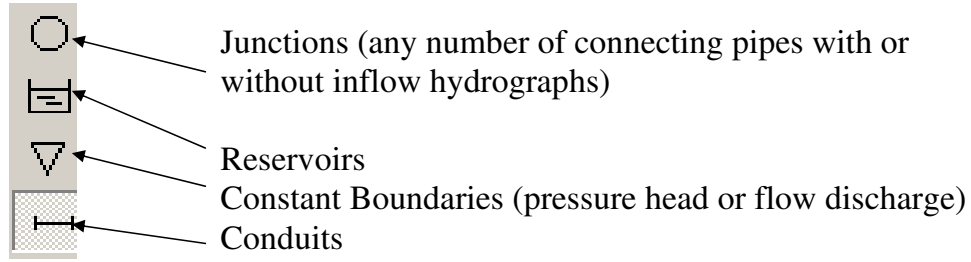 Junctions (any number of connecting pipes with or
without inflow hydrographs)
Reservoirs
Constant Boundaries (pressure head or flow discharge)
Conduits